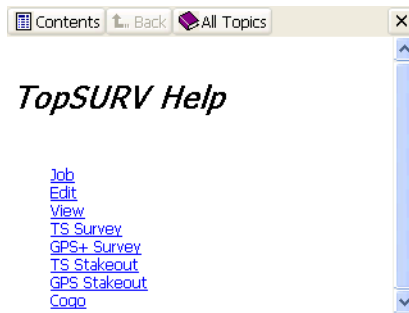 Contents Back All Topics
TopSURV Help
Job
Edit
View
TS Survey
GPS+ Survey
TS Stakeout
GPS Stakeout
Cogo